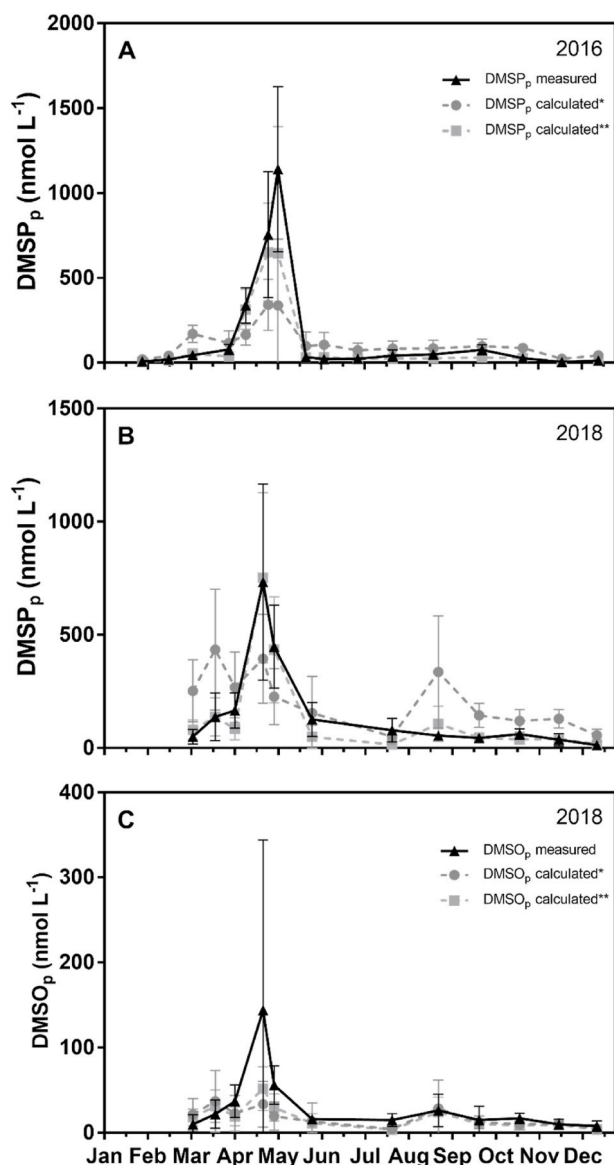 A
2016
DMSPp measured
DMSPp calculated*
DMSPp calculated**
DMSPp (nmol L-1)
2000
1500
1000
500
0
B
2018
DMSPp (nmol L-1)
1500
1000
500
0
C
2018
DMSOp measured
DMSOp calculated*
DMSOp calculated**
DMSOp (nmol L-1)
400
300
200
100
0
Jan Feb Mar Apr May Jun Jul Aug Sep Oct Nov Dec